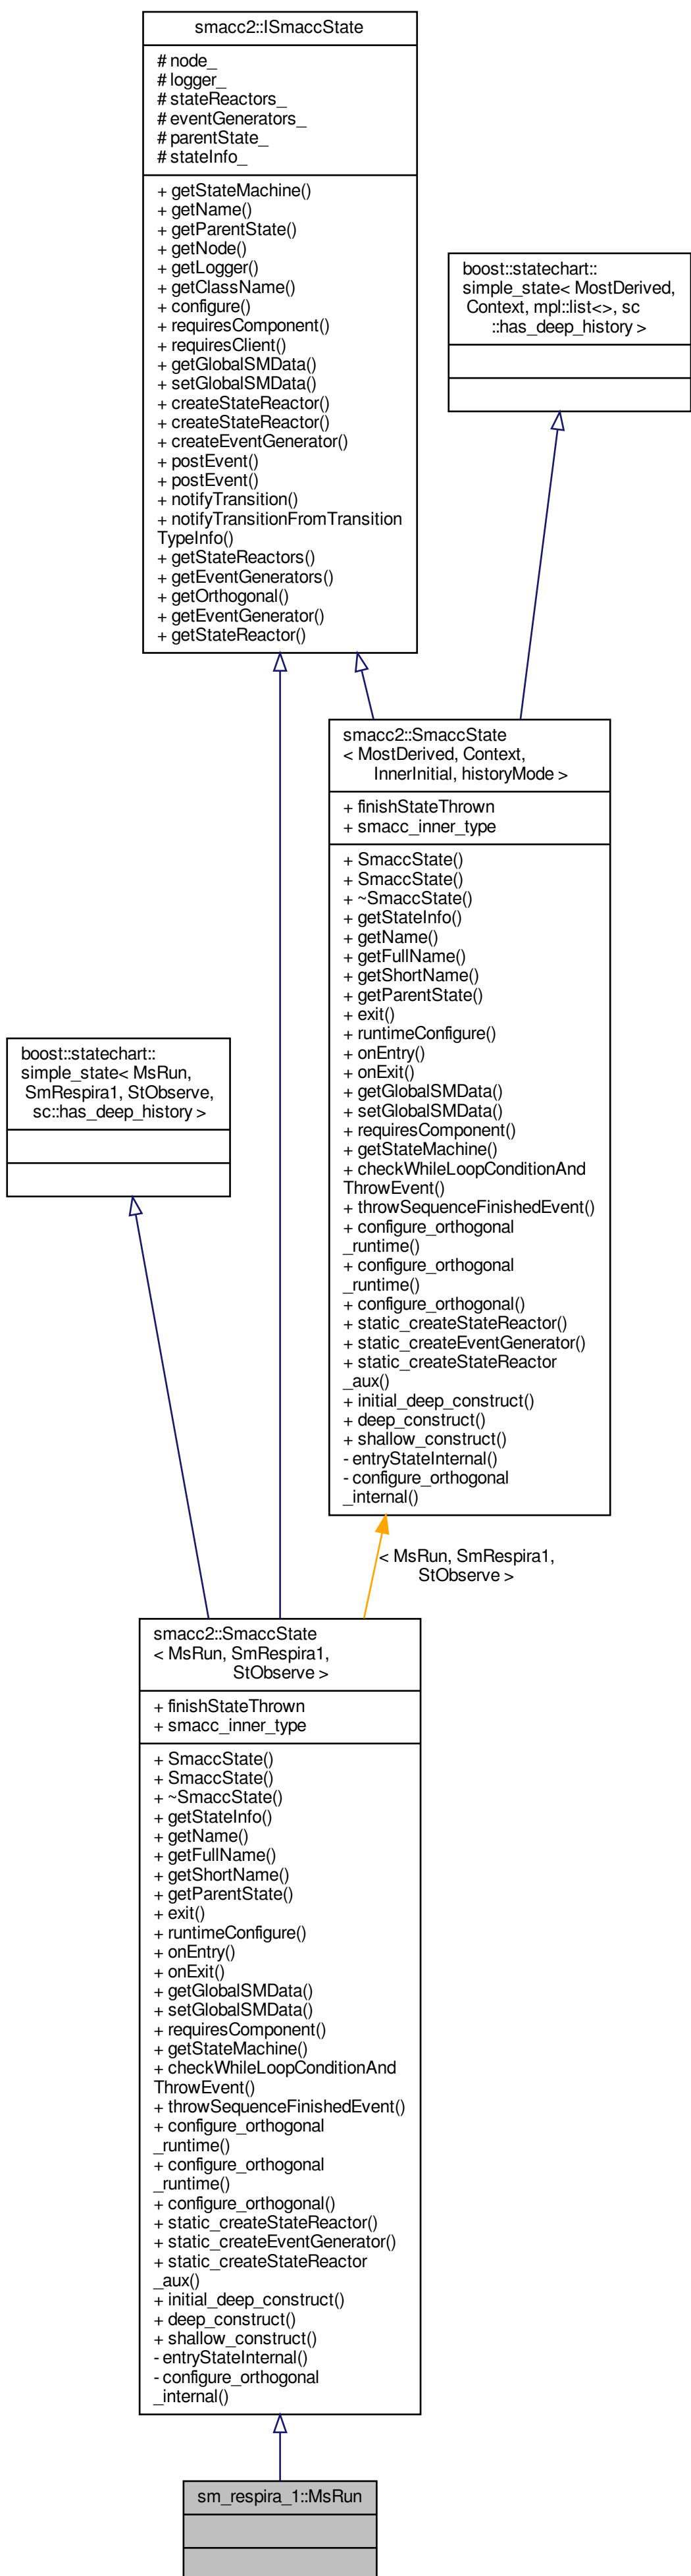 smacc2::ISmaccState
# node_
# logger_
# stateReactors_
# eventGenerators_
# parentState_
# stateInfo_
+ getStateMachine()
+ getName()
+ getParentState()
+ getNode()
+ getLogger()
+ getClassName()
+ configure()
+ requiresComponent()
+ requiresClient()
+ getGlobalSMData()
+ setGlobalSMData()
+ createStateReactor()
+ createStateReactor()
+ createEventGenerator()
+ postEvent()
+ postEvent()
+ notifyTransition()
+ notifyTransitionFromTransition
TypeInfo()
+ getStateReactors()
+ getEventGenerators()
+ getOrthogonal()
+ getEventGenerator()
+ getStateReactor()
boost::statechart::
simple_state< MostDerived,
Context, mpl::list<>, sc
::has_deep_history >
smacc2::SmaccState
< MostDerived, Context,
InnerInitial, historyMode >
+ finishStateThrown
+ smacc_inner_type
+ SmaccState()
+ SmaccState()
+ ~SmaccState()
+ getStateInfo()
+ getName()
+ getFullName()
+ getShortName()
+ getParentState()
+ exit()
+ runtimeConfigure()
+ onEntry()
+ onExit()
+ getGlobalSMData()
+ setGlobalSMData()
+ requiresComponent()
+ getStateMachine()
+ checkWhileLoopConditionAnd
ThrowEvent()
+ throwSequenceFinishedEvent()
+ configure_orthogonal
_runtime()
+ configure_orthogonal
_runtime()
+ configure_orthogonal()
+ static_createStateReactor()
+ static_createEventGenerator()
+ static_createStateReactor
_aux()
+ initial_deep_construct()
+ deep_construct()
+ shallow_construct()
- entryStateInternal()
- configure_orthogonal
_internal()
boost::statechart::
simple_state< MsRun,
SmRespira1, StObserve,
sc::has_deep_history >
< MsRun, SmRespira1,
StObserve >
smacc2::SmaccState
< MsRun, SmRespira1,
StObserve >
+ finishStateThrown
+ smacc_inner_type
+ SmaccState()
+ SmaccState()
+ ~SmaccState()
+ getStateInfo()
+ getName()
+ getFullName()
+ getShortName()
+ getParentState()
+ exit()
+ runtimeConfigure()
+ onEntry()
+ onExit()
+ getGlobalSMData()
+ setGlobalSMData()
+ requiresComponent()
+ getStateMachine()
+ checkWhileLoopConditionAnd
ThrowEvent()
+ throwSequenceFinishedEvent()
+ configure_orthogonal
_runtime()
+ configure_orthogonal
_runtime()
+ configure_orthogonal()
+ static_createStateReactor()
+ static_createEventGenerator()
+ static_createStateReactor
_aux()
+ initial_deep_construct()
+ deep_construct()
+ shallow_construct()
- entryStateInternal()
- configure_orthogonal
_internal()
sm_respira_1::MsRun